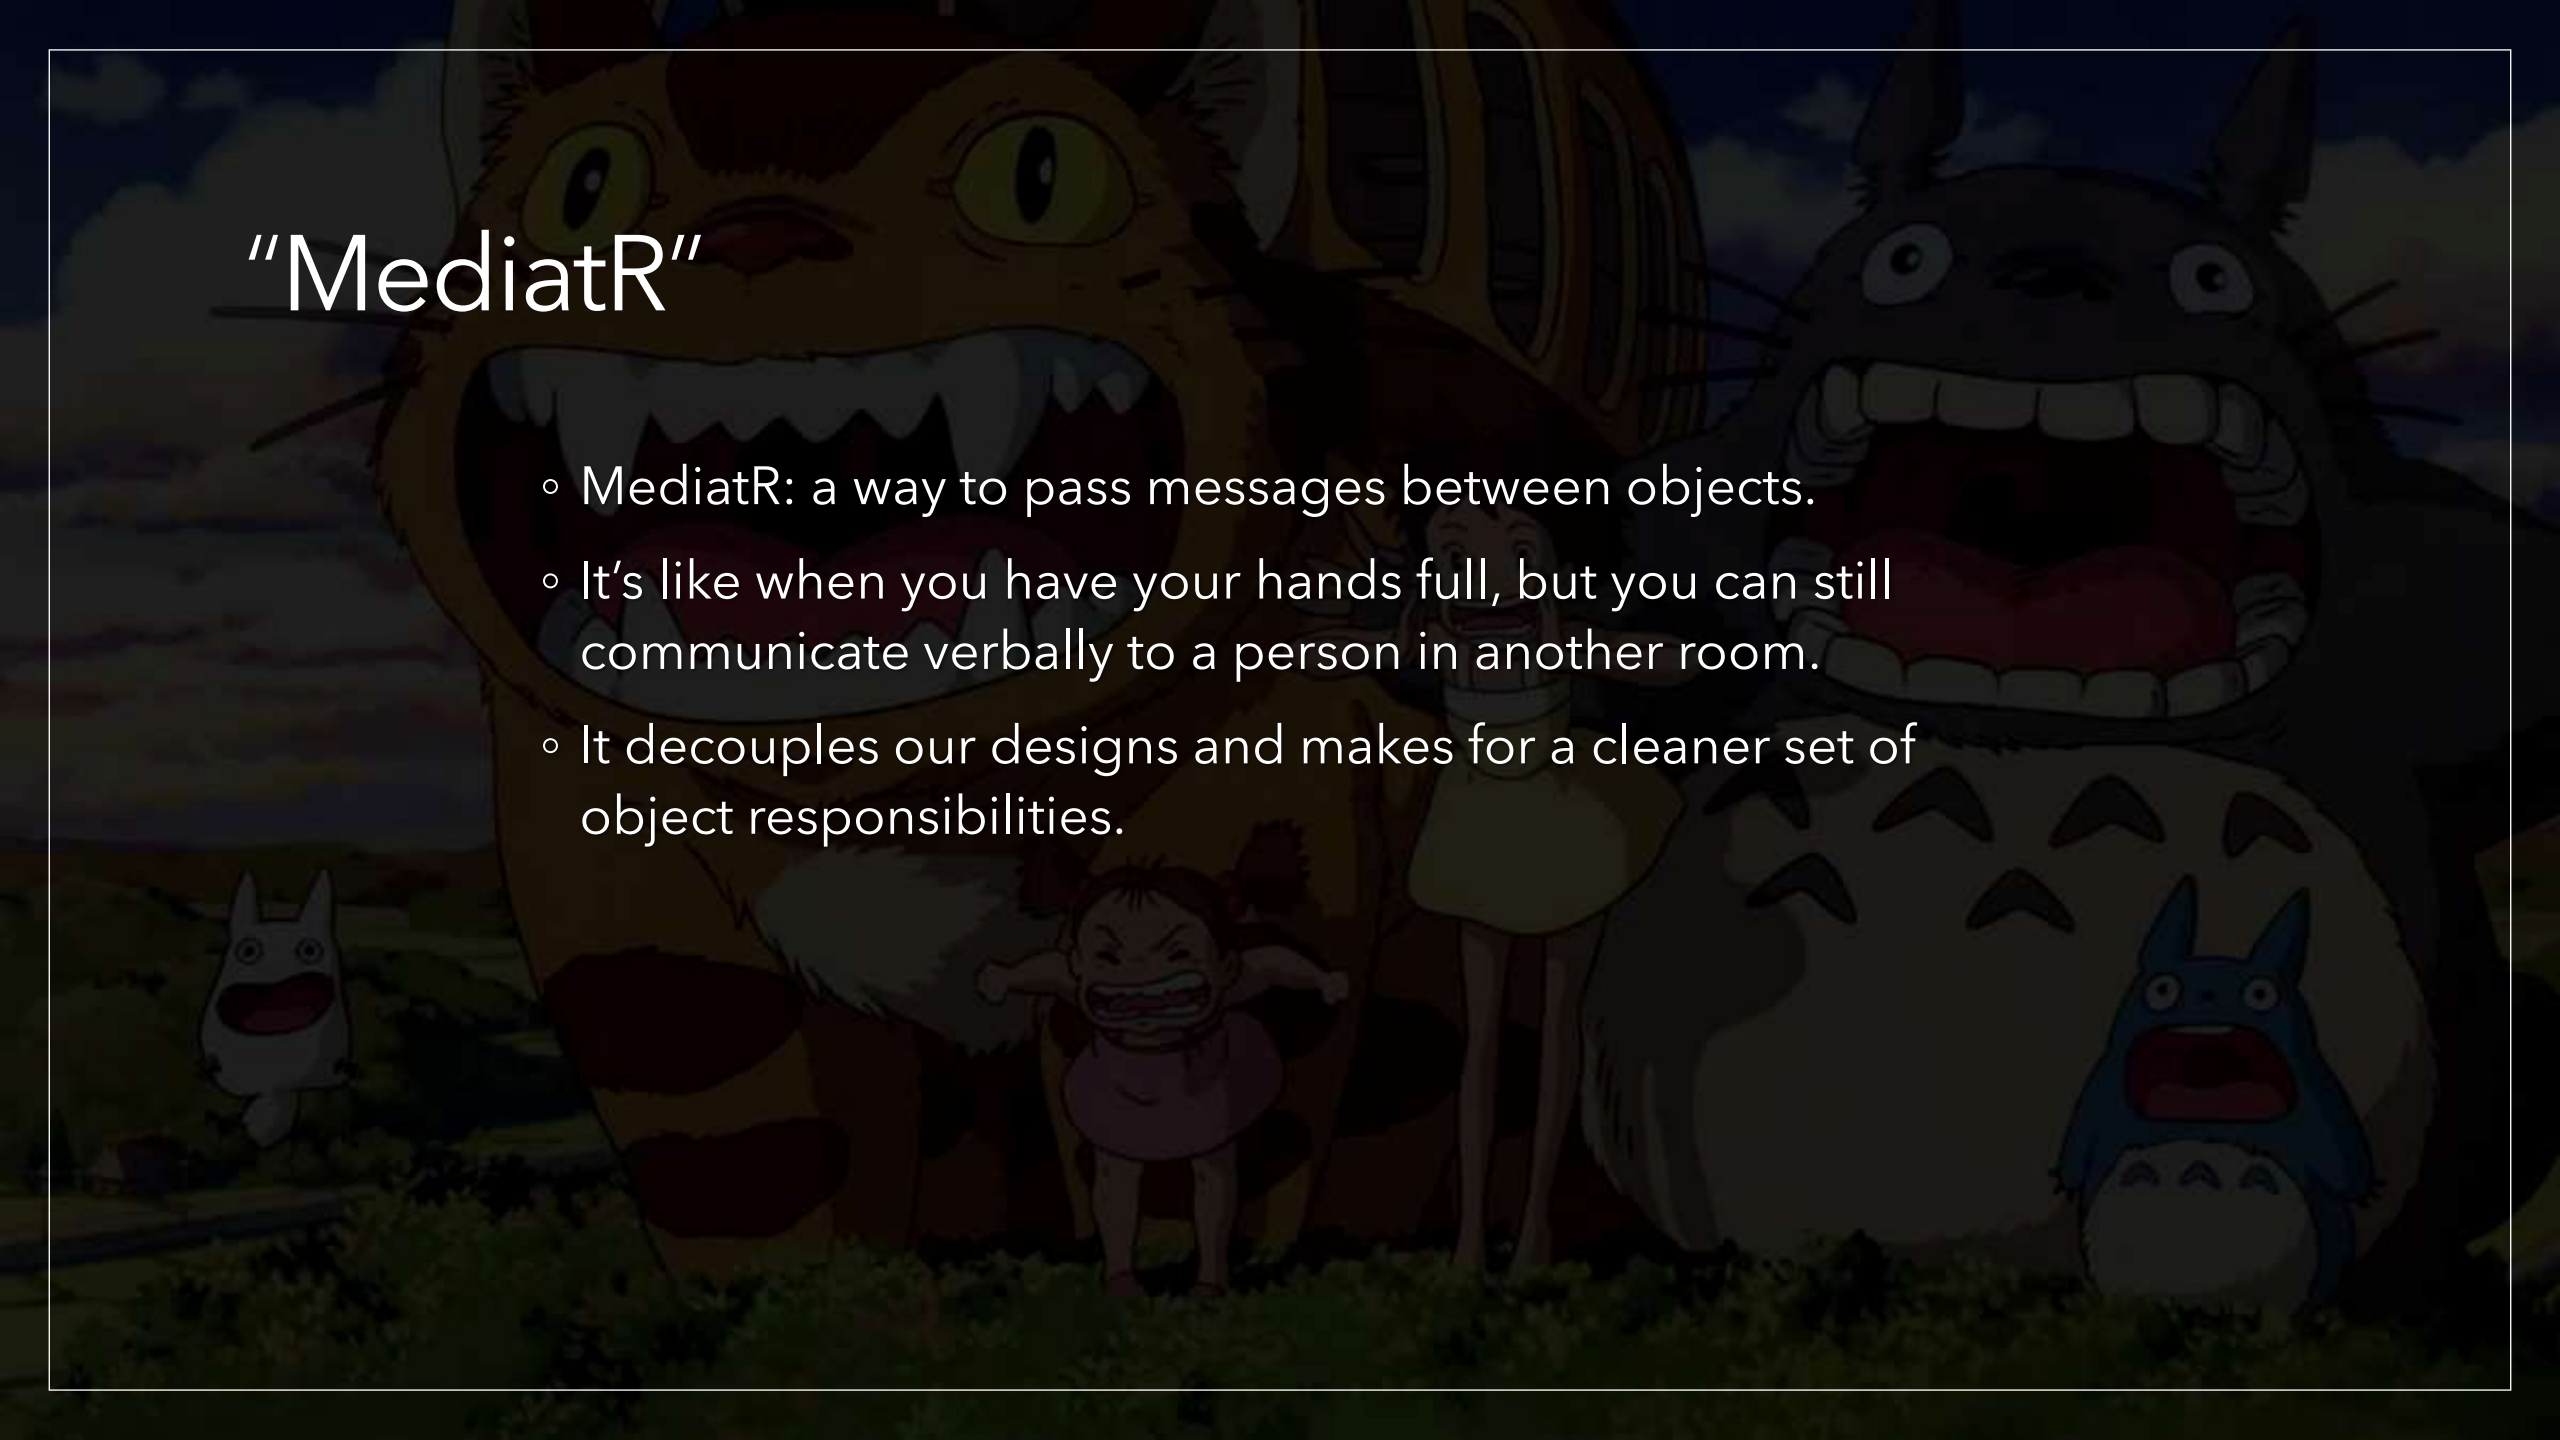 “MediatR”
◦ MediatR: a way to pass messages between objects.
◦ It’s like when you have your hands full, but you can still
communicate verbally to a person in another room.
◦ It decouples our designs and makes for a cleaner set of
object responsibilities.